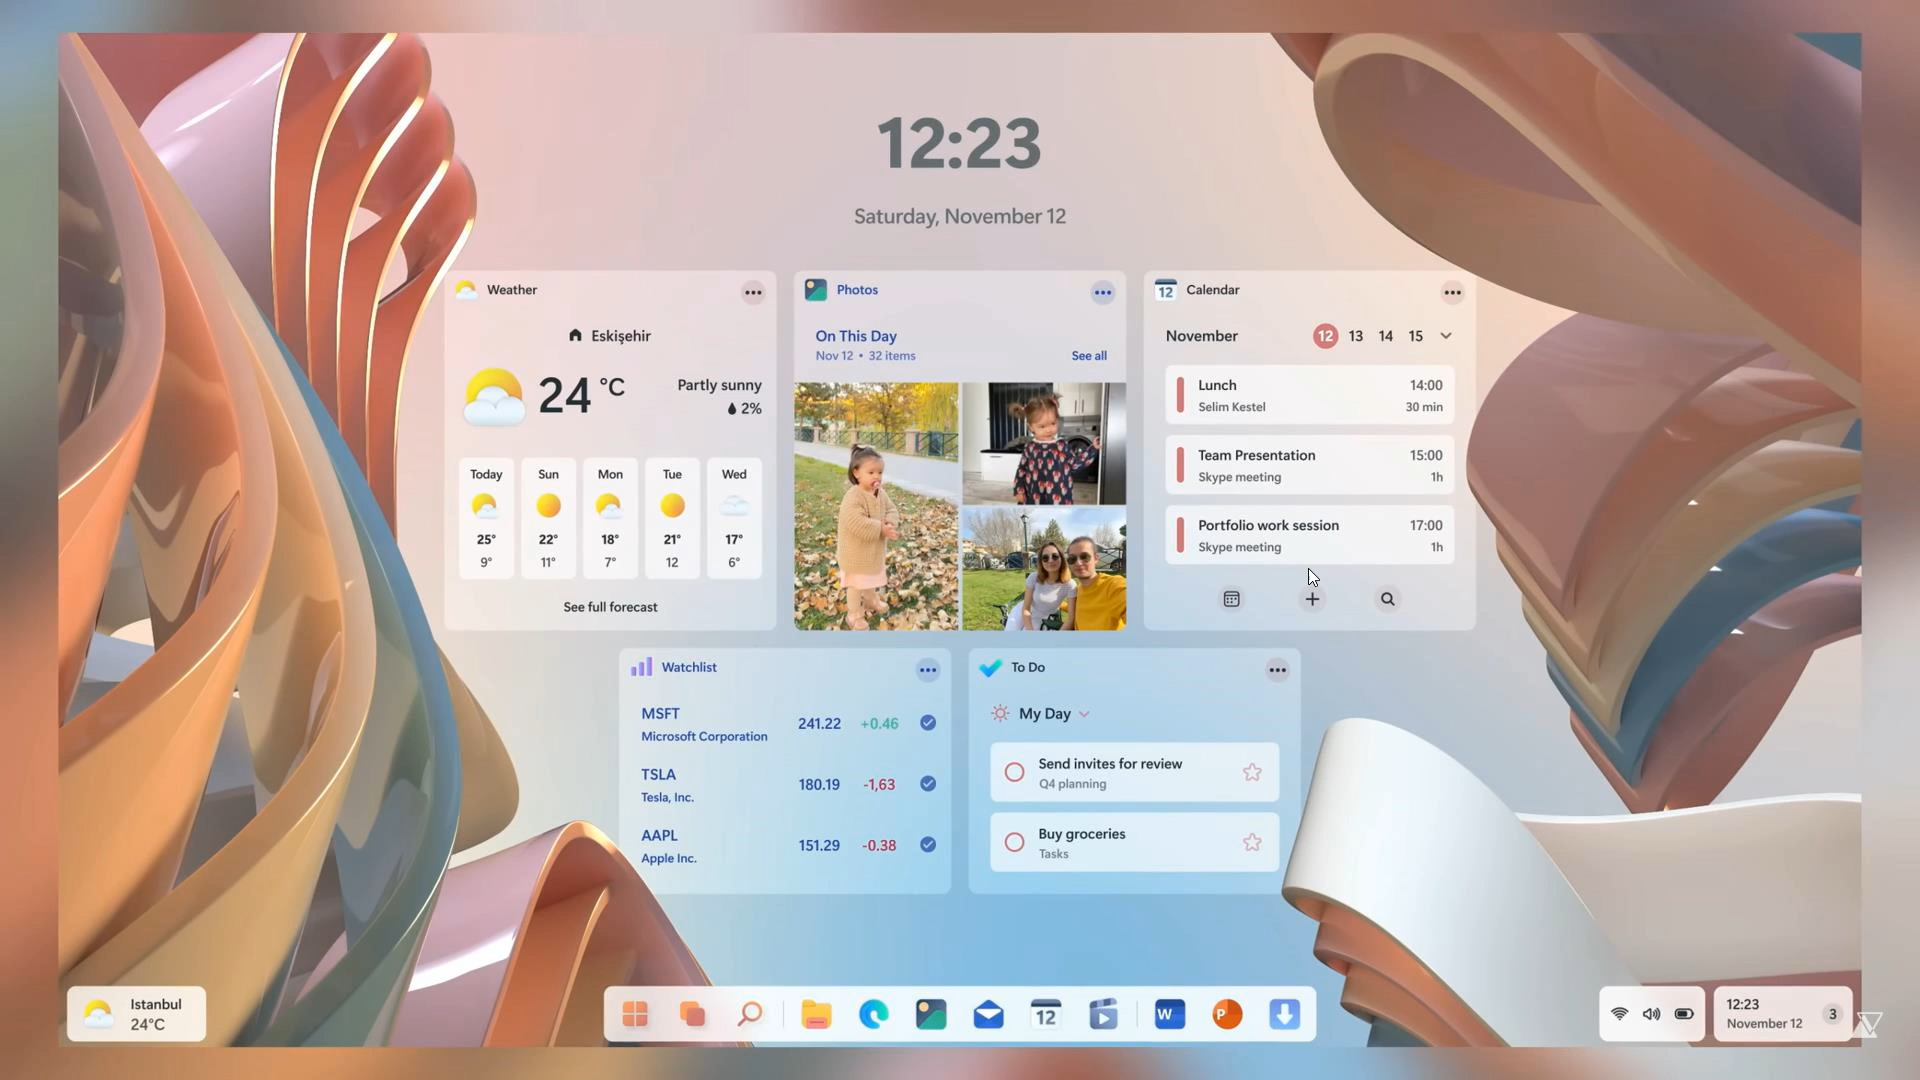 12:23
Saturday, November 12
Weather
Eskişehir
24 °C
Partly sunny
2%
Today Sun Mon Tue Wed
25° 22° 18° 21° 17°
9° 11° 7° 12 6°
See full forecast
Photos
On This Day
Nov 12 • 32 items
See all
12 Calendar
November 12 13 14 15
Lunch 14:00
Selim Kestel 30 min
Team Presentation 15:00
Skype meeting 1h
Portfolio work session 17:00
Skype meeting 1h
Watchlist
MSFT
Microsoft Corporation
241.22 +0.46
TSLA
Tesla, Inc.
180.19 -1,63
AAPL
Apple Inc.
151.29 -0.38
To Do
My Day
Send invites for review
Q4 planning
Buy groceries
Tasks
Istanbul
24°C
12
W
P
12:23
November 12
3